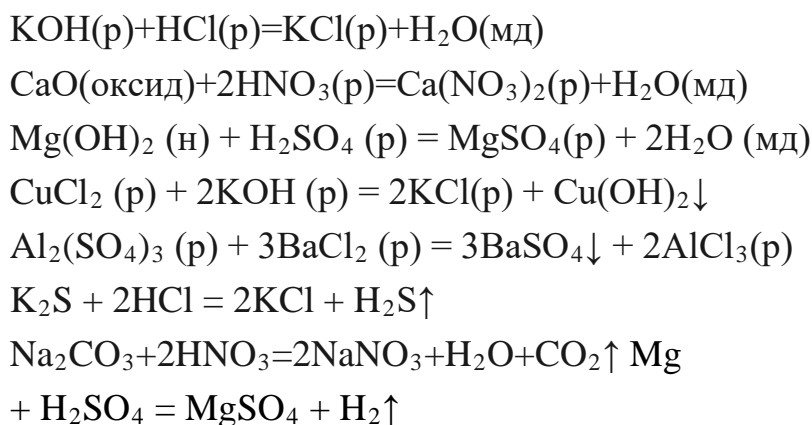 KOH(р)+HCl(р)=KCl(р)+H₂O(мд)
CaO(оксид)+2HNO₃(р)=Ca(NO₃)₂(р)+H₂O(мд)
Mg(OH)₂ (н) + H₂SO₄ (р) = MgSO₄(р) + 2H₂O (мд)
CuCl₂ (р) + 2KOH (р) = 2KCl(р) + Cu(OH)₂↓
Al₂(SO₄)₃ (р) + 3BaCl₂ (р) = 3BaSO₄↓ + 2AlCl₃(р)
K₂S + 2HCl = 2KCl + H₂S↑
Na₂CO₃+2HNO₃=2NaNO₃+H₂O+CO₂↑ Mg
+ H₂SO₄ = MgSO₄ + H₂↑